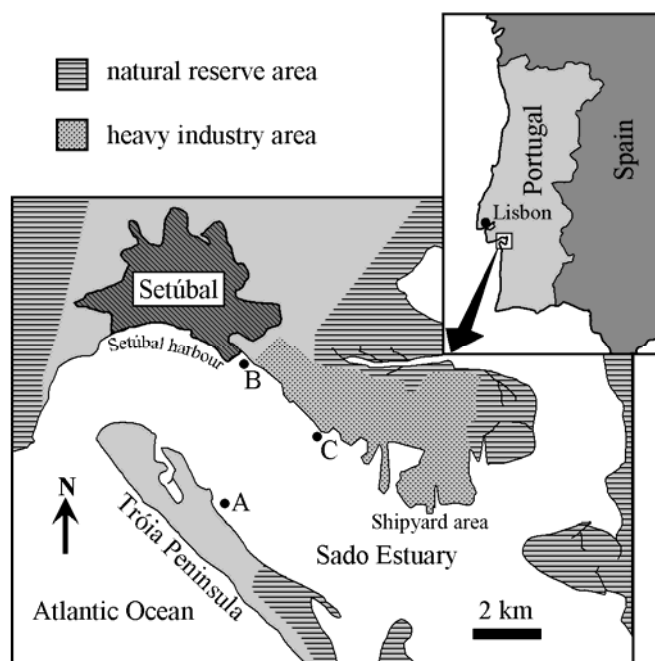 natural reserve area
heavy industry area
Portugal
Spain
Lisbon
Setúbal
Setúbal harbour
B
C
A
N
Shipyard area
Tróia Peninsula
Sado Estuary
Atlantic Ocean
2 km